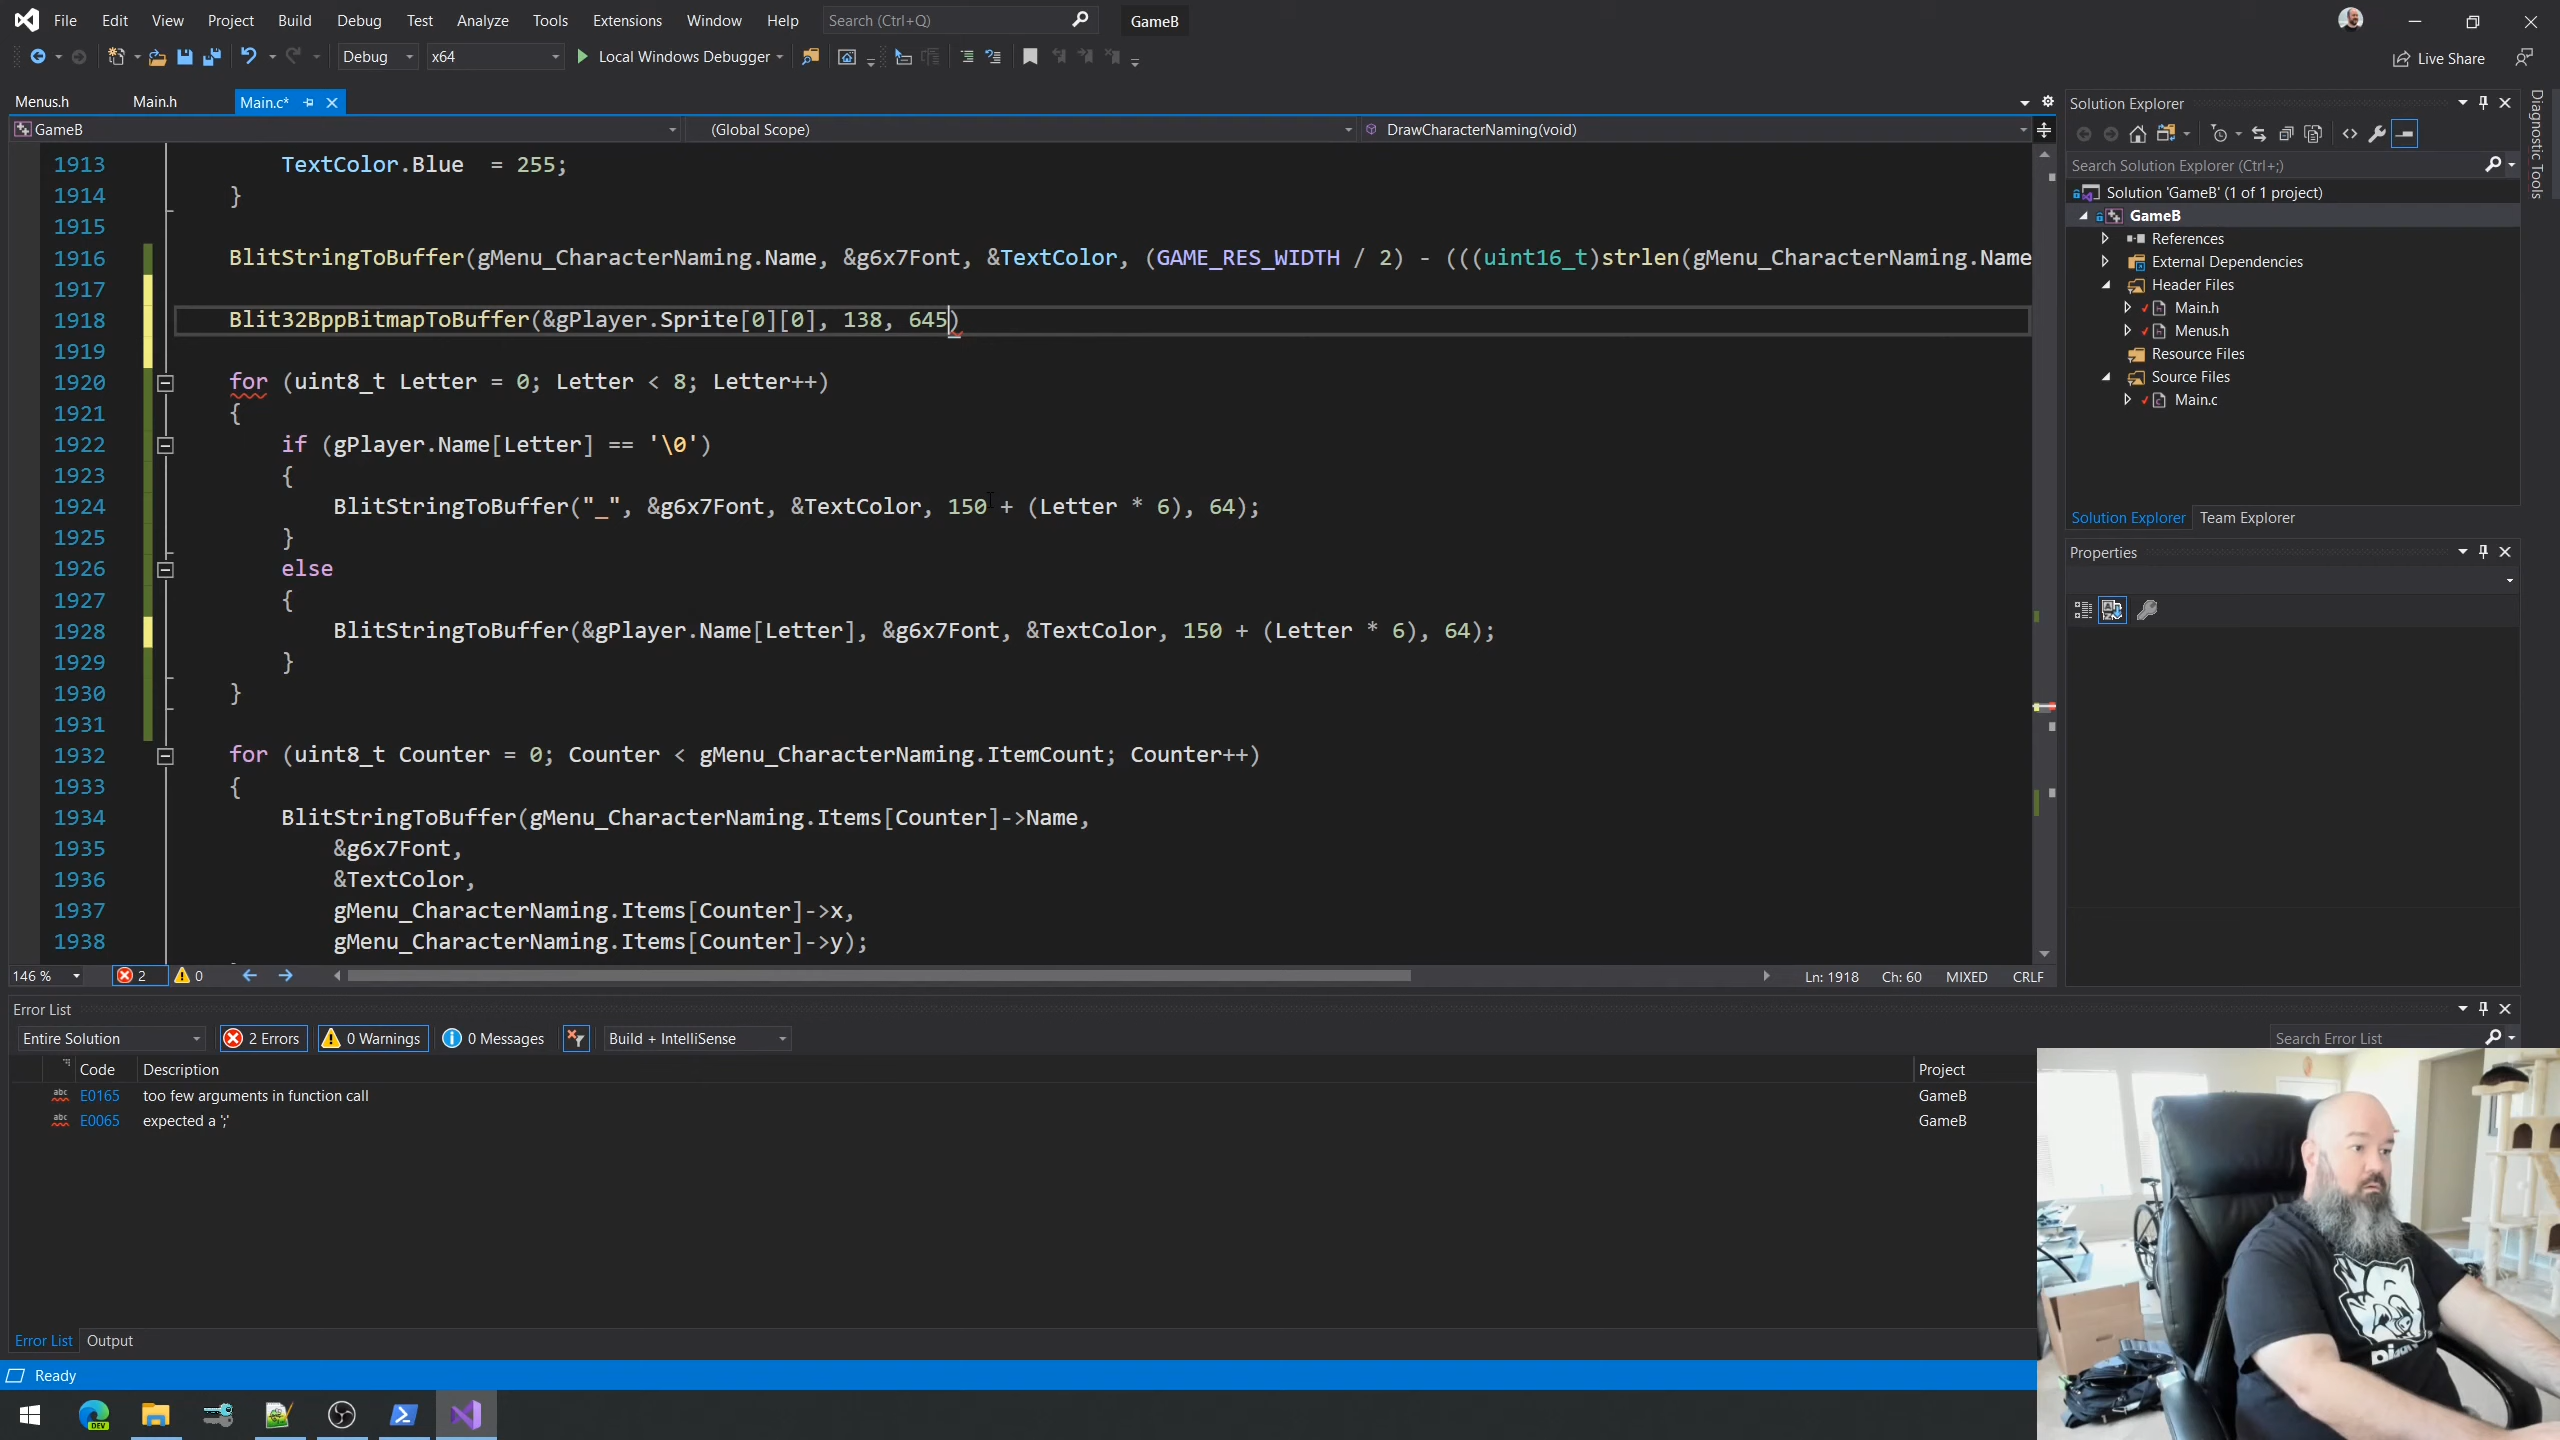 File Edit View Project Build Debug Test Analyze Tools Extensions Window Help Search (Ctrl+Q) GameB
Debug x64 Local Windows Debugger Live Share
Menus.h Main.h Main.c*
GameB (Global Scope) DrawCharacterNaming(void)
1913 TextColor.Blue = 255;
1914 }
1915
1916 BlitStringToBuffer(gMenu_CharacterNaming.Name, &g6x7Font, &TextColor, (GAME_RES_WIDTH / 2) - (((uint16_t)strlen(gMenu_CharacterNaming.Name
1917
1918 Blit32BppBitmapToBuffer(&gPlayer.Sprite[0][0], 138, 645)
1919
1920 for (uint8_t Letter = 0; Letter < 8; Letter++)
1921 {
1922 if (gPlayer.Name[Letter] == '\0')
1923 {
1924 BlitStringToBuffer("_", &g6x7Font, &TextColor, 150 + (Letter * 6), 64);
1925 }
1926 else
1927 {
1928 BlitStringToBuffer(&gPlayer.Name[Letter], &g6x7Font, &TextColor, 150 + (Letter * 6), 64);
1929 }
1930 }
1931
1932 for (uint8_t Counter = 0; Counter < gMenu_CharacterNaming.ItemCount; Counter++)
1933 {
1934 BlitStringToBuffer(gMenu_CharacterNaming.Items[Counter]->Name,
1935 &g6x7Font,
1936 &TextColor,
1937 gMenu_CharacterNaming.Items[Counter]->x,
1938 gMenu_CharacterNaming.Items[Counter]->y);
146 % 2 0 Ln: 1918 Ch: 60 MIXED CRLF
Error List
Entire Solution 2 Errors 0 Warnings 0 Messages Build + IntelliSense Search Error List
Code Description Project
abc E0165 too few arguments in function call GameB
abc E0065 expected a ';' GameB
Error List Output
Ready
Solution Explorer
Search Solution Explorer (Ctrl+;)
Solution 'GameB' (1 of 1 project)
GameB
References
External Dependencies
Header Files
Main.h
Menus.h
Resource Files
Source Files
Main.c
Solution Explorer Team Explorer
Properties
Diagnostic Tools
DEV